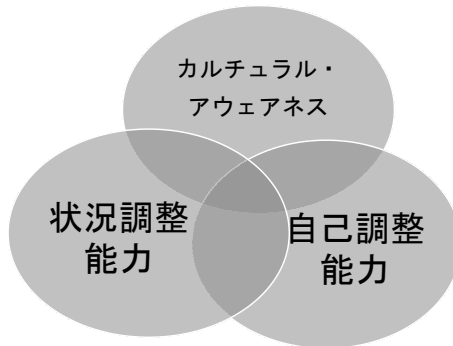 カルチュラル・
アウェアネス
状況調整
能力
自己調整
能力